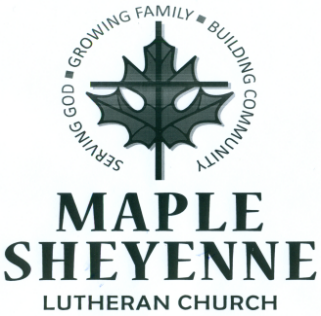 SERVING GOD ▪ GROWING FAMILY ▪ BUILDING COMMUNITY
MAPLE
SHEYENNE
LUTHERAN CHURCH